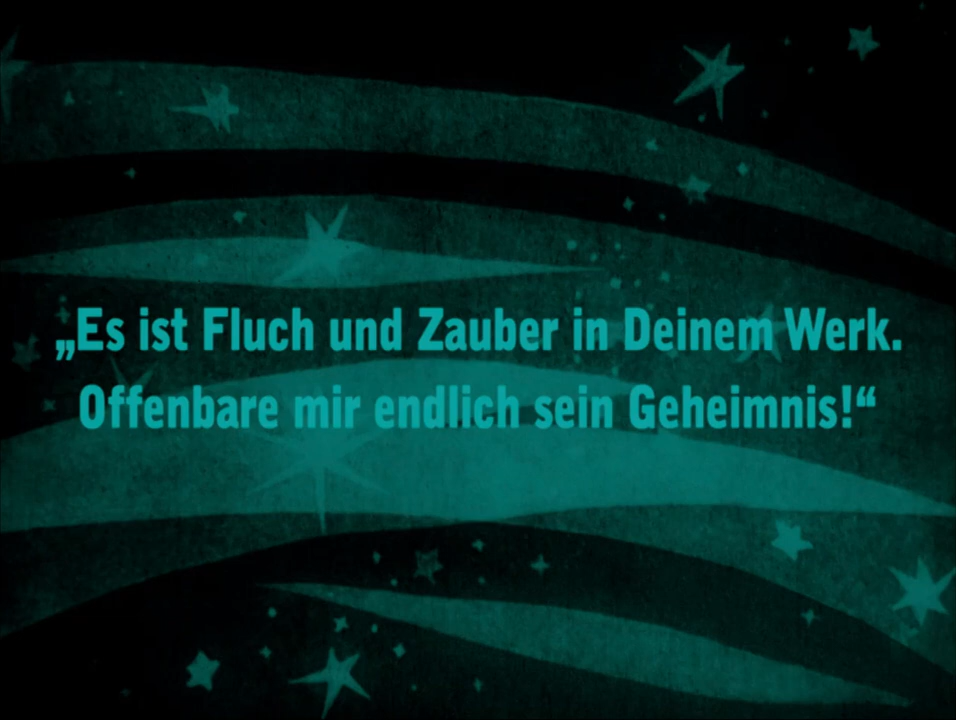 „Es ist Fluch und Zauber in Deinem Werk.
Offenbare mir endlich sein Geheimnis!“